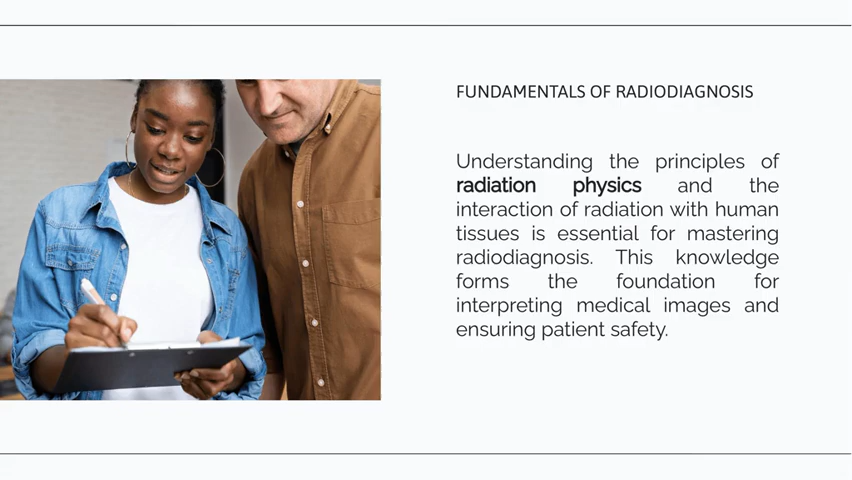 FUNDAMENTALS OF RADIODIAGNOSIS
Understanding the principles of
radiation physics and the
interaction of radiation with human
tissues is essential for mastering
radiodiagnosis. This knowledge
forms the foundation for
interpreting medical images and
ensuring patient safety.